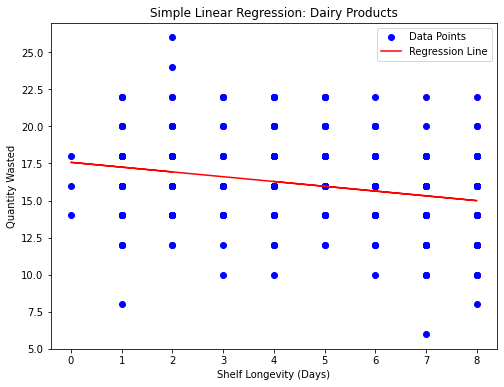 Simple Linear Regression: Dairy Products
Data Points
Regression Line
25.0
22.5
20.0
17.5
15.0
12.5
10.0
7.5
5.0
Quantity Wasted
0 1 2 3 4 5 6 7 8
Shelf Longevity (Days)